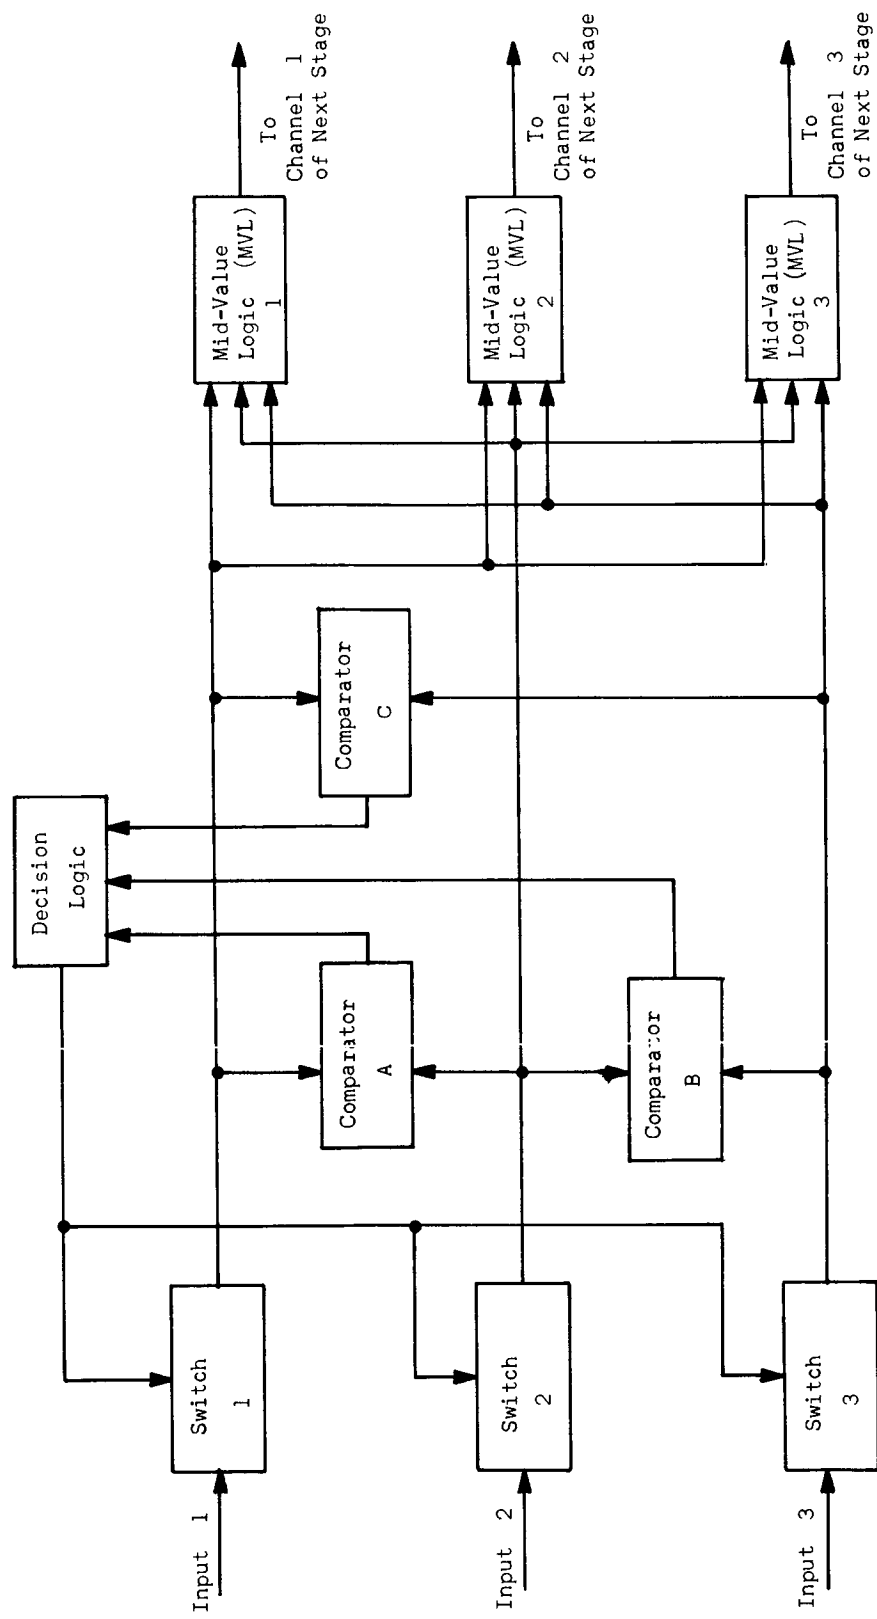 Decision
Logic
Input 1
Switch
1
Comparator
A
Comparator
C
Mid-Value
Logic (MVL)
1
To
Channel 1
of Next Stage
Input 2
Switch
2
Comparator
B
Mid-Value
Logic (MVL)
2
To
Channel 2
of Next Stage
Input 3
Switch
3
Mid-Value
Logic (MVL)
3
To
Channel 3
of Next Stage